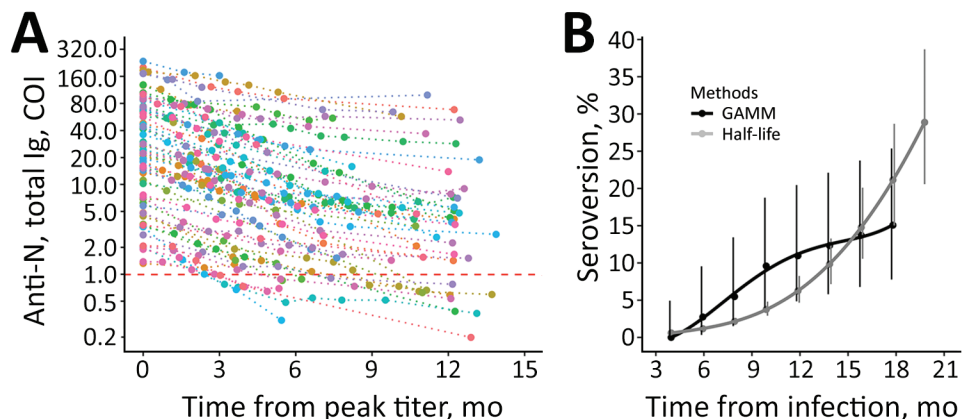 A
Anti-N, total Ig, COI
320.0
160.0
80.0
40.0
20.0
10.0
5.0
2.0
1.0
0.5
0.2
0 3 6 9 12 15
Time from peak titer, mo
B
Seroversion, %
40
35
30
25
20
15
10
5
0
Methods
GAMM
Half-life
3 6 9 12 15 18 21
Time from infection, mo